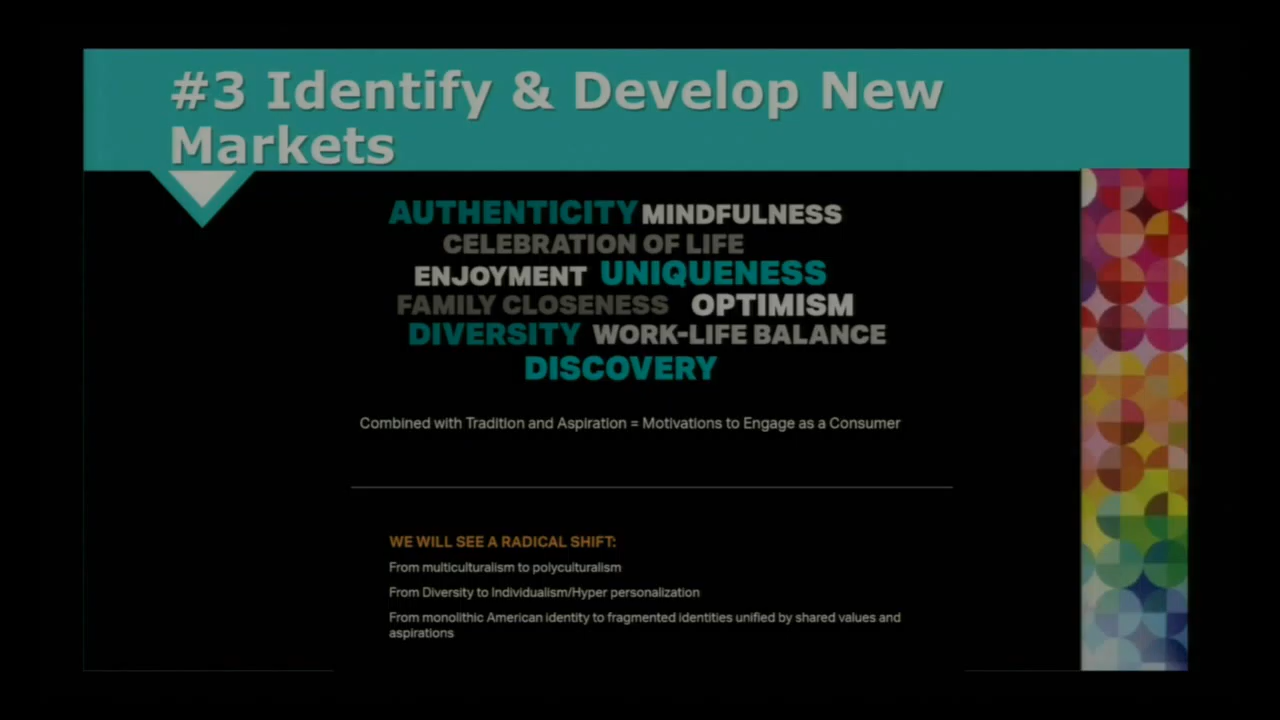 #3 Identify & Develop New
Markets
AUTHENTICITY MINDFULNESS
CELEBRATION OF LIFE
ENJOYMENT UNIQUENESS
FAMILY CLOSENESS OPTIMISM
DIVERSITY WORK-LIFE BALANCE
DISCOVERY
Combined with Tradition and Aspiration = Motivations to Engage as a Consumer
WE WILL SEE A RADICAL SHIFT:
From multiculturalism to polyculturalism
From Diversity to Individualism/Hyper personalization
From monolithic American identity to fragmented identities unified by shared values and
aspirations